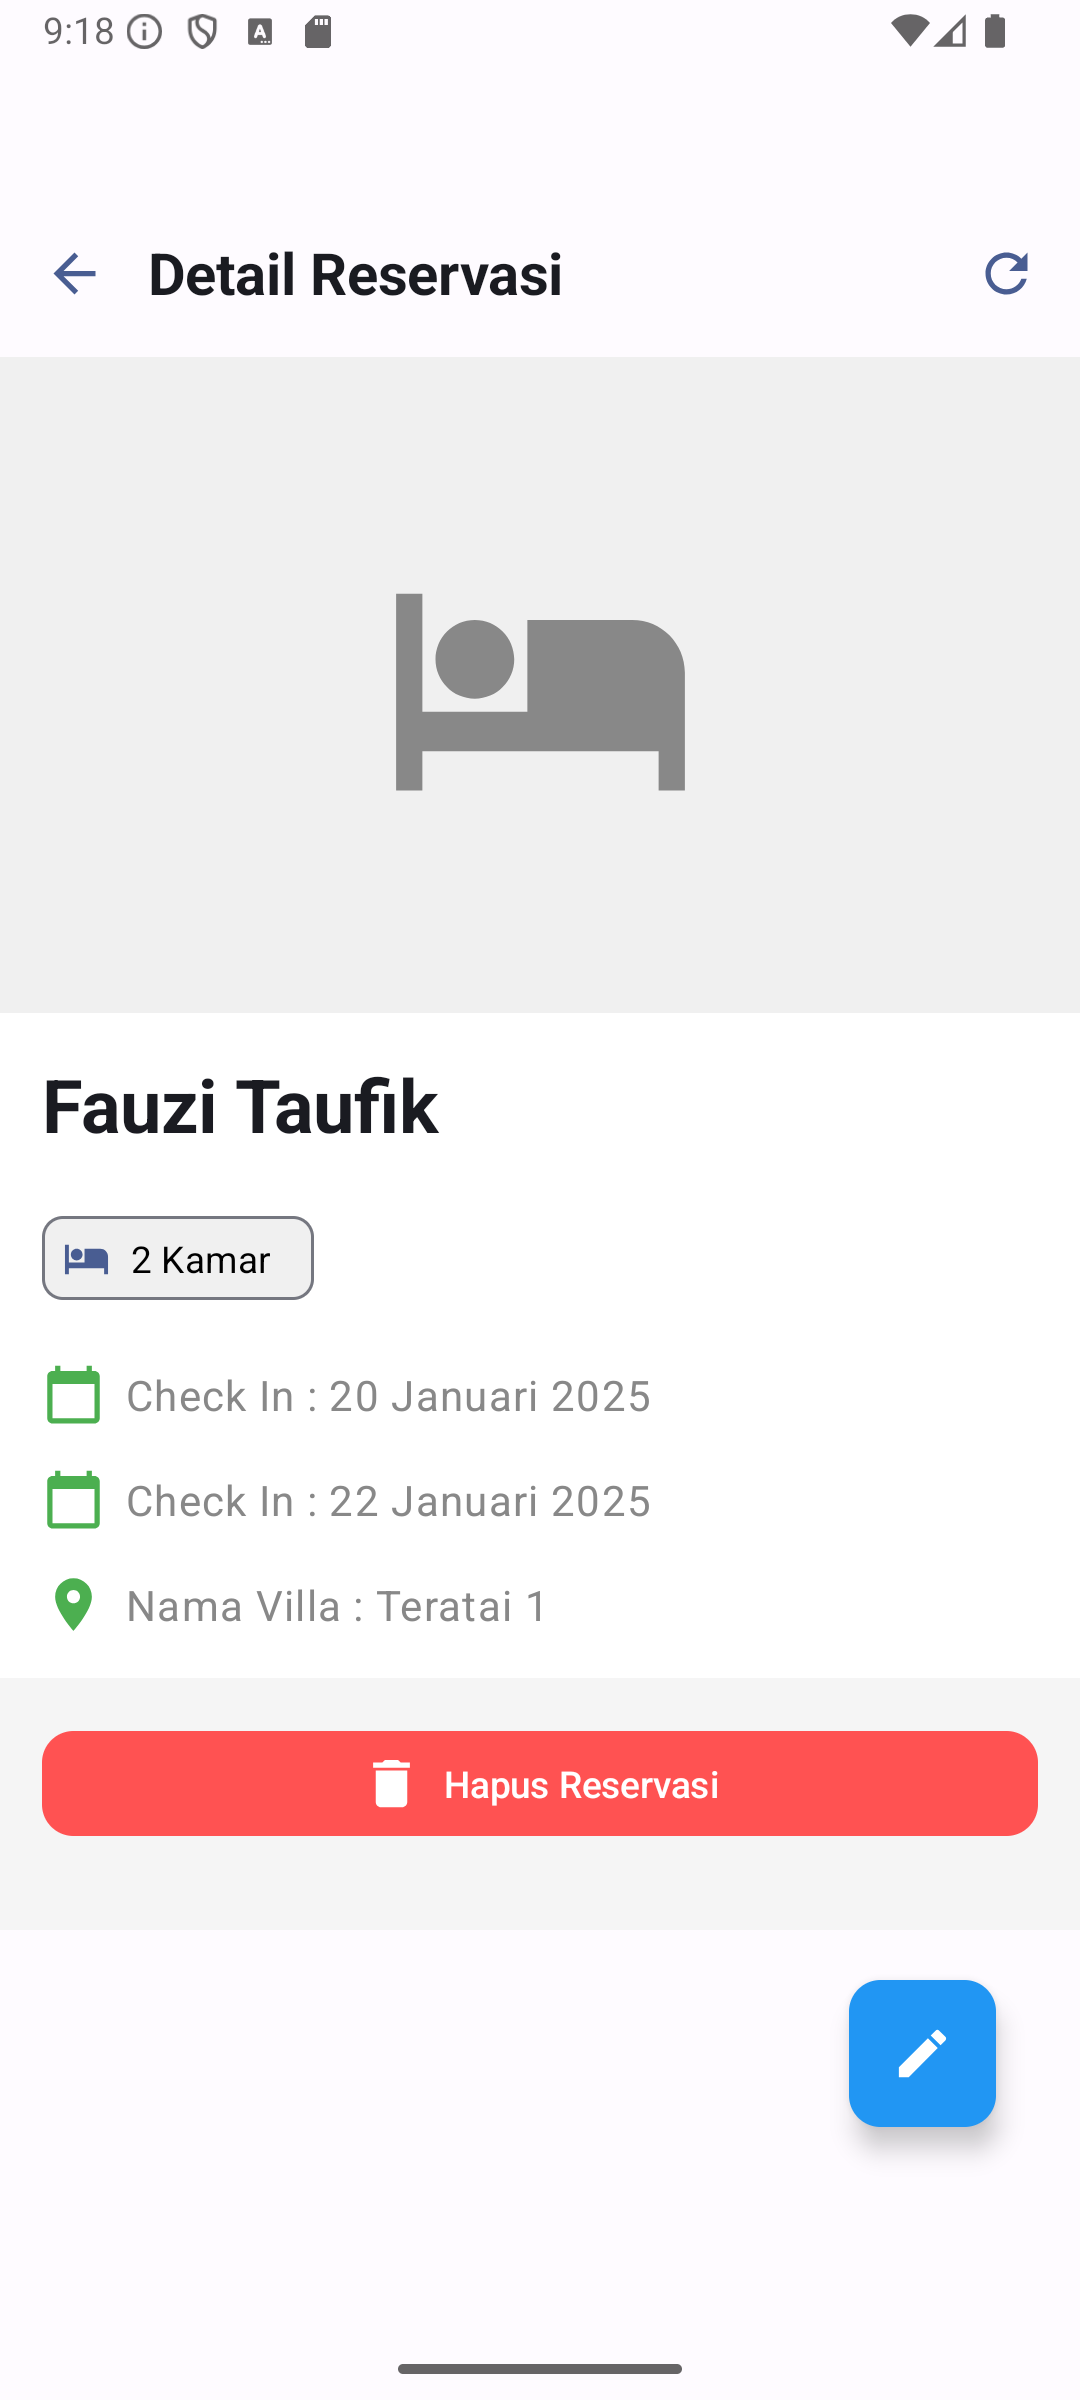 9:18
Detail Reservasi
Fauzi Taufik
2 Kamar
Check In : 20 Januari 2025
Check In : 22 Januari 2025
Nama Villa : Teratai 1
Hapus Reservasi